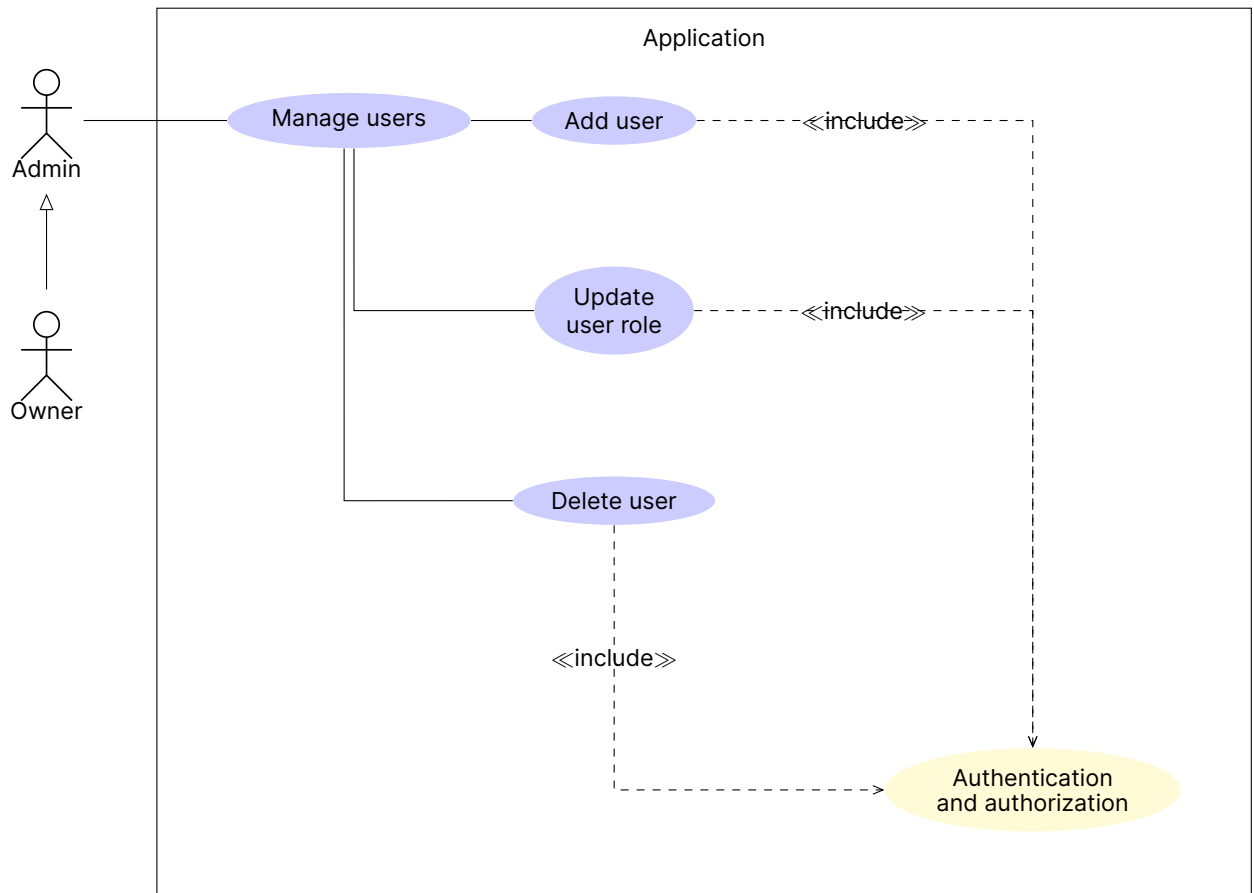 Application
Admin
Manage users
Add user
≪include≫
Update
user role
≪include≫
Owner
Delete user
≪include≫
Authentication
and authorization